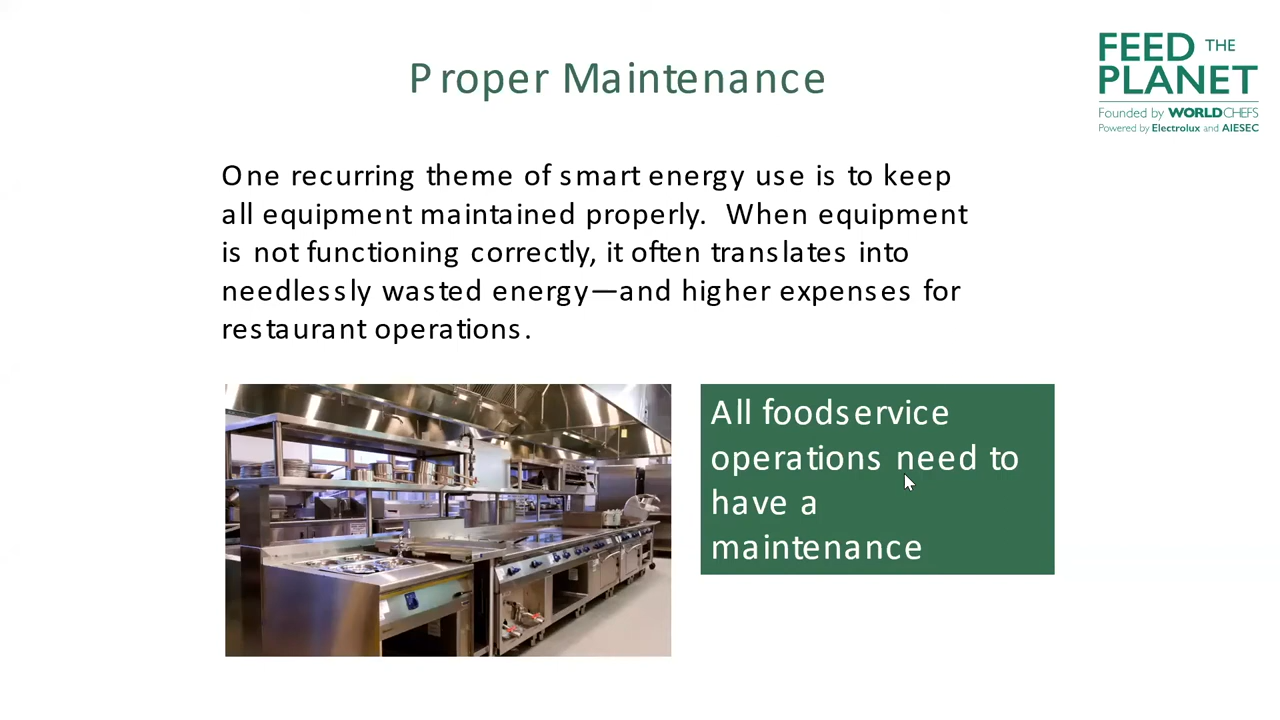 FEED THE
PLANET
Founded by WORLDCHEFS
Powered by Electrolux and AIESEC
Proper Maintenance
One recurring theme of smart energy use is to keep
all equipment maintained properly. When equipment
is not functioning correctly, it often translates into
needlessly wasted energy—and higher expenses for
restaurant operations.
All foodservice
operations need to
have a
maintenance